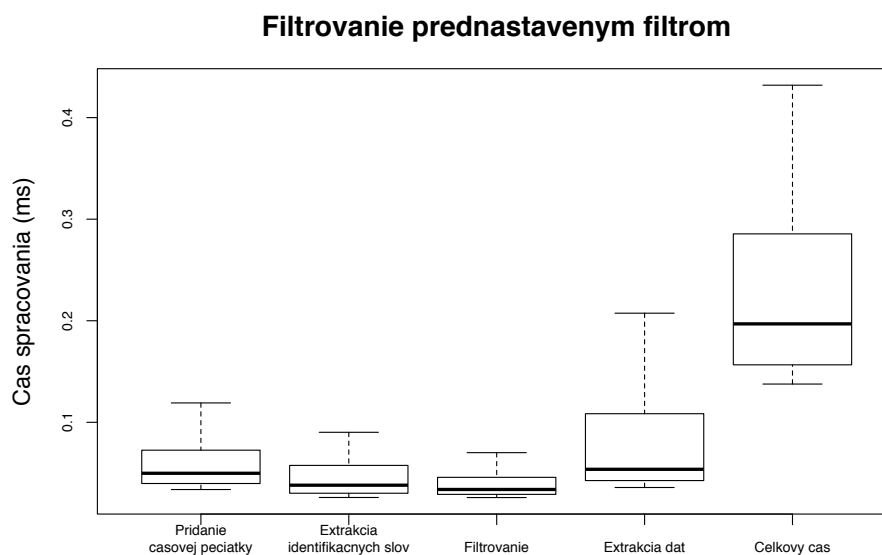 Filtrovanie prednastavenym filtrom
Cas spracovania (ms)
0.4
0.3
0.2
0.1
Pridanie
casovej peciatky
Extrakcia
identifikacnych slov
Filtrovanie
Extrakcia dat
Celkovy cas